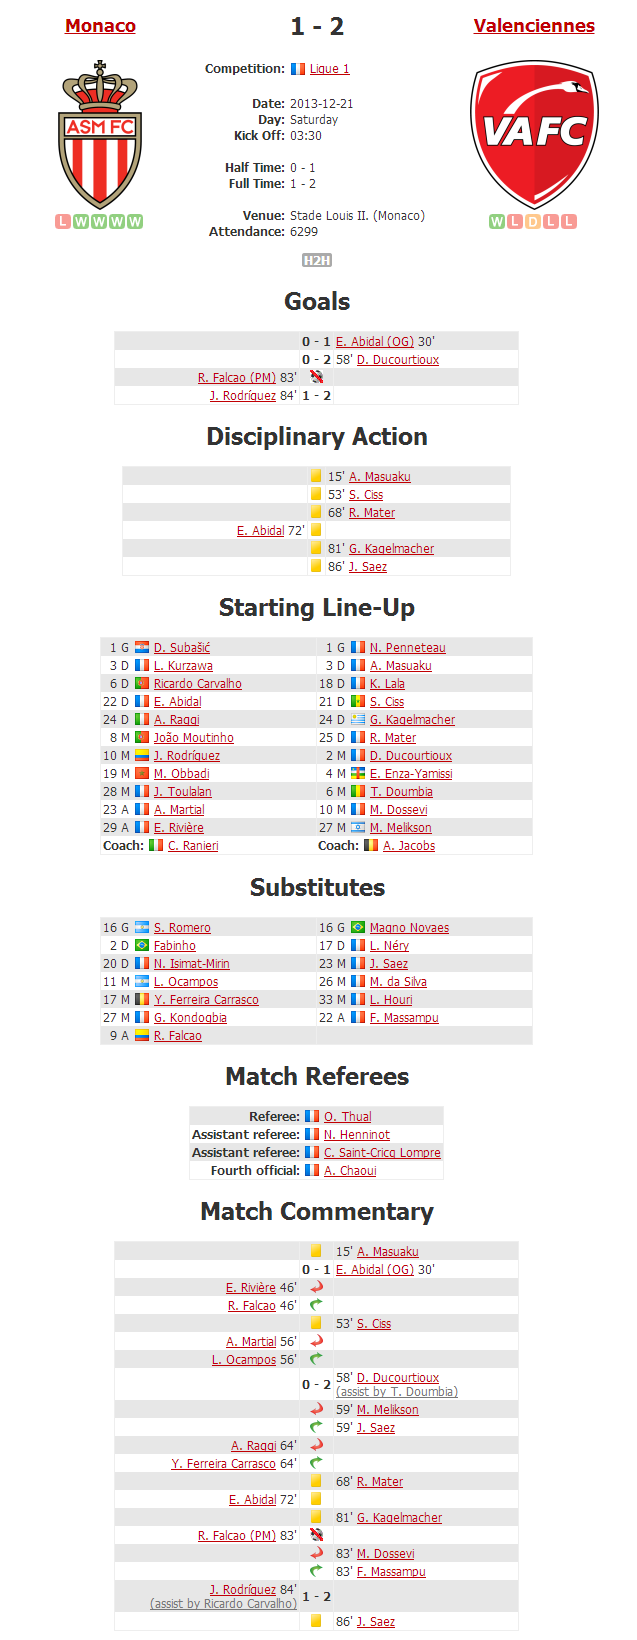 Monaco 1 - 2 Valenciennes
ASM FC
VAFC
Competition: Ligue 1
Date: 2013-12-21
Day: Saturday
Kick Off: 03:30
Half Time: 0 - 1
Full Time: 1 - 2
Venue: Stade Louis II. (Monaco)
Attendance: 6299
L W W W W
W L D L L
H2H
Goals
0 - 1 E. Abidal (OG) 30'
0 - 2 58' D. Ducourtioux
R. Falcao (PM) 83'
J. Rodríguez 84' 1 - 2
Disciplinary Action
15' A. Masuaku
53' S. Ciss
68' R. Mater
E. Abidal 72'
81' G. Kagelmacher
86' J. Saez
Starting Line-Up
1 G D. Subašić 1 G N. Penneteau
3 D L. Kurzawa 3 D A. Masuaku
6 D Ricardo Carvalho 18 D K. Lala
22 D E. Abidal 21 D S. Ciss
24 D A. Raggi 24 D G. Kagelmacher
8 M João Moutinho 25 D R. Mater
10 M J. Rodríguez 2 M D. Ducourtioux
19 M M. Obbadi 4 M E. Enza-Yamissi
28 M J. Toulalan 6 M T. Doumbia
23 A A. Martial 10 M M. Dossevi
29 A E. Rivière 27 M M. Melikson
Coach: C. Ranieri Coach: A. Jacobs
Substitutes
16 G S. Romero 16 G Magno Novaes
2 D Fabinho 17 D L. Néry
20 D N. Isimat-Mirin 23 M J. Saez
11 M L. Ocampos 26 M M. da Silva
17 M Y. Ferreira Carrasco 33 M L. Houri
27 M G. Kondogbia 22 A F. Massampu
9 A R. Falcao
Match Referees
Referee: O. Thual
Assistant referee: N. Henninot
Assistant referee: C. Saint-Cricq Lompre
Fourth official: A. Chaoui
Match Commentary
15' A. Masuaku
0 - 1 E. Abidal (OG) 30'
E. Rivière 46'
R. Falcao 46'
53' S. Ciss
A. Martial 56'
L. Ocampos 56'
0 - 2 58' D. Ducourtioux
(assist by T. Doumbia)
59' M. Melikson
59' J. Saez
A. Raggi 64'
Y. Ferreira Carrasco 64'
68' R. Mater
E. Abidal 72'
81' G. Kagelmacher
R. Falcao (PM) 83'
83' M. Dossevi
83' F. Massampu
J. Rodríguez 84' 1 - 2
(assist by Ricardo Carvalho)
86' J. Saez